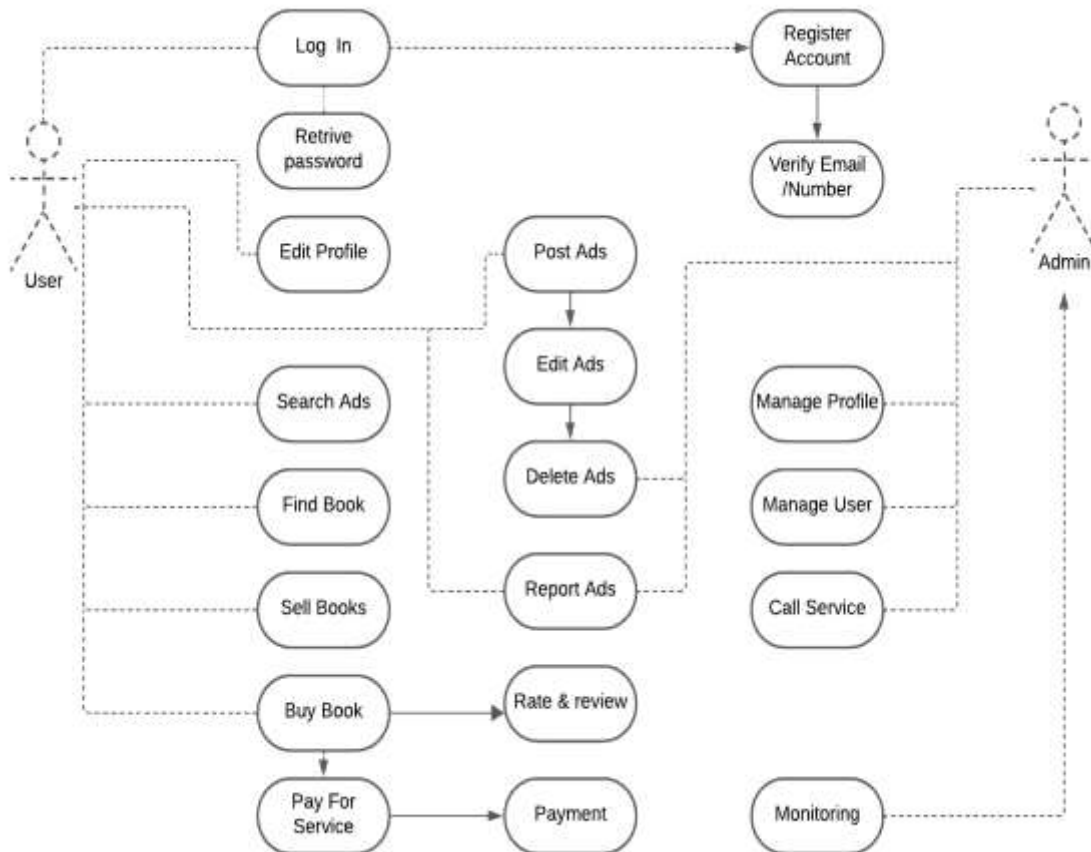 Log In
Register
Account
Retrive
password
Verify Email
/Number
User
Edit Profile
Post Ads
Admin
Edit Ads
Search Ads
Manage Profile
Delete Ads
Find Book
Manage User
Report Ads
Sell Books
Call Service
Buy Book
Rate & review
Pay For
Service
Payment
Monitoring